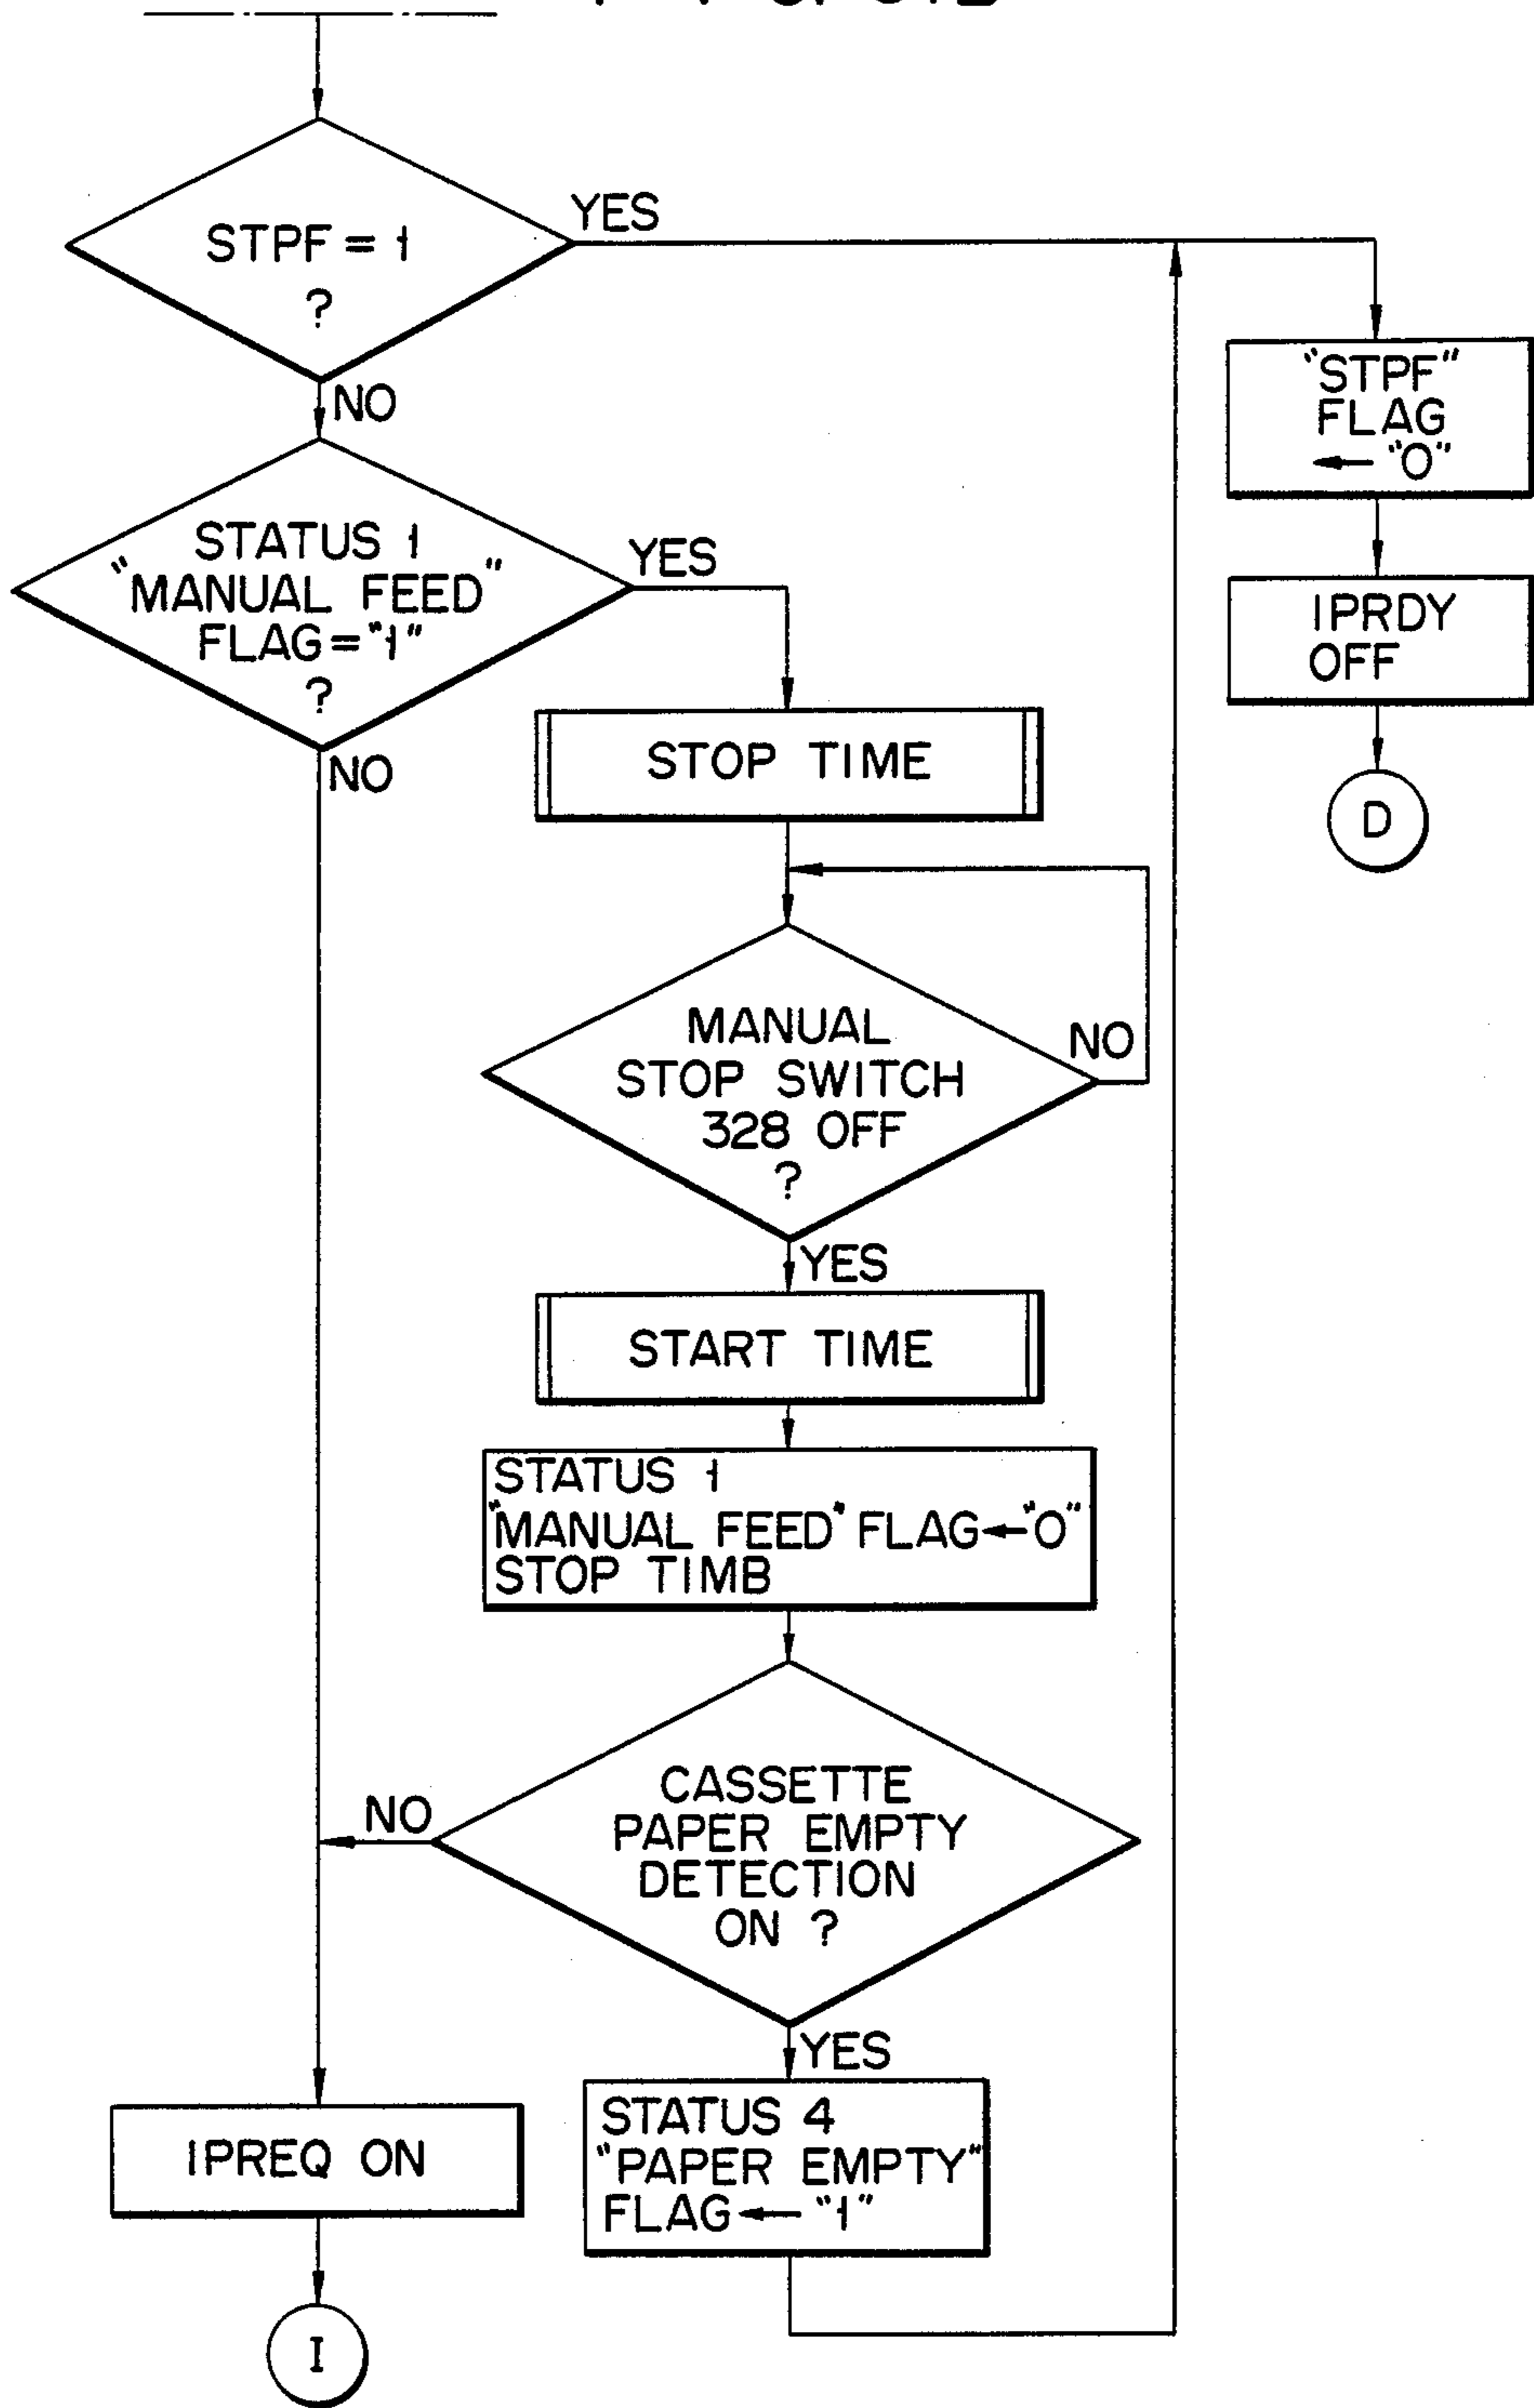 STPF = 1
?
YES
NO
"STPF"
FLAG
← "0"
IPRDY
OFF
D
STATUS 1
"MANUAL FEED"
FLAG = "1"
?
YES
NO
STOP TIME
MANUAL
STOP SWITCH
328 OFF
?
NO
YES
START TIME
STATUS 1
"MANUAL FEED" FLAG ← "0"
STOP TIMB
CASSETTE
PAPER EMPTY
DETECTION
ON ?
NO
YES
STATUS 4
"PAPER EMPTY"
FLAG ← "1"
IPREQ ON
I